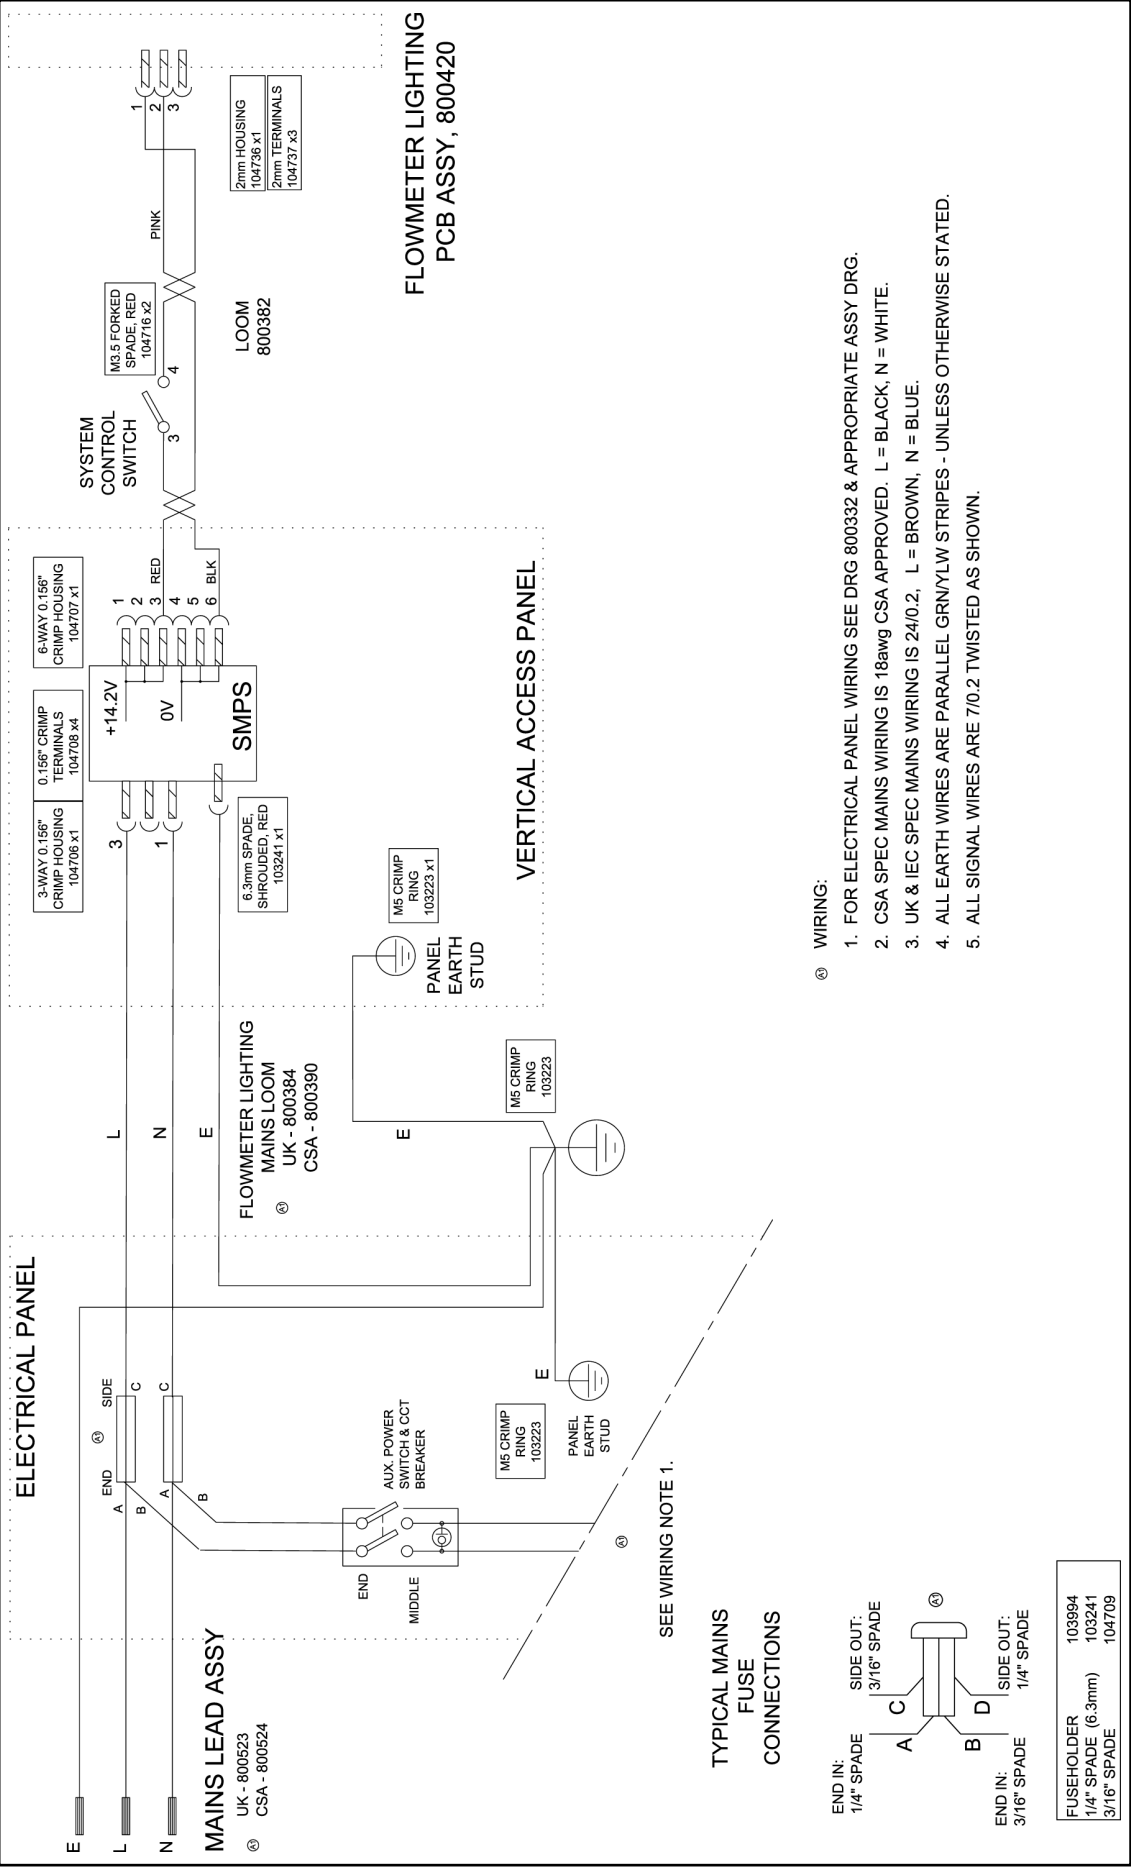 ELECTRICAL PANEL
MAINS LEAD ASSY
UK - 800523
CSA - 800524
A1
E
L
N
END
SIDE
A1
A
B
C
A
B
C
AUX. POWER
SWITCH & CCT
BREAKER
END
MIDDLE
M5 CRIMP
RING
103223
E
PANEL
EARTH
STUD
A1
SEE WIRING NOTE 1.
L
N
E
FLOWMETER LIGHTING
MAINS LOOM
UK - 800384
CSA - 800390
A1
E
M5 CRIMP
RING
103223
3-WAY 0.156"
CRIMP HOUSING
104706 x1
0.156" CRIMP
TERMINALS
104708 x4
6-WAY 0.156"
CRIMP HOUSING
104707 x1
3
1
+14.2V
0V
SMPS
1
2
3
4
5
6
RED
BLK
6.3mm SPADE,
SHROUDED, RED
103241 x1
M5 CRIMP
RING
103223 x1
PANEL
EARTH
STUD
VERTICAL ACCESS PANEL
SYSTEM
CONTROL
SWITCH
3
4
M3.5 FORKED
SPADE, RED
104716 x2
PINK
LOOM
800382
1
2
3
2mm HOUSING
104736 x1
2mm TERMINALS
104737 x3
FLOWMETER LIGHTING
PCB ASSY, 800420
TYPICAL MAINS
FUSE
CONNECTIONS
END IN:
1/4" SPADE
SIDE OUT:
3/16" SPADE
A
C
A1
B
D
END IN:
3/16" SPADE
SIDE OUT:
1/4" SPADE
FUSEHOLDER 103994
1/4" SPADE (6.3mm) 103241
3/16" SPADE 104709
A1 WIRING:
1. FOR ELECTRICAL PANEL WIRING SEE DRG 800332 & APPROPRIATE ASSY DRG.
2. CSA SPEC MAINS WIRING IS 18awg CSA APPROVED. L = BLACK, N = WHITE.
3. UK & IEC SPEC MAINS WIRING IS 24/0.2, L = BROWN, N = BLUE.
4. ALL EARTH WIRES ARE PARALLEL GRN/YLW STRIPES - UNLESS OTHERWISE STATED.
5. ALL SIGNAL WIRES ARE 7/0.2 TWISTED AS SHOWN.